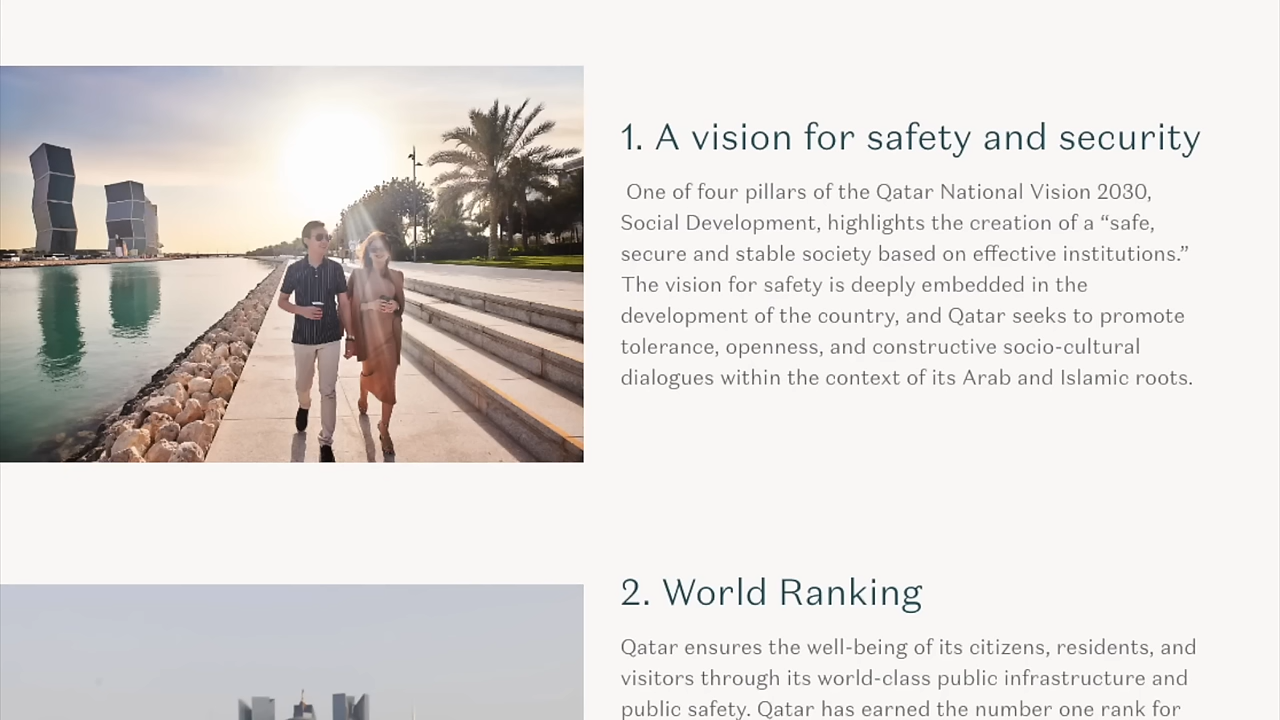 1. A vision for safety and security
One of four pillars of the Qatar National Vision 2030,
Social Development, highlights the creation of a “safe,
secure and stable society based on effective institutions.”
The vision for safety is deeply embedded in the
development of the country, and Qatar seeks to promote
tolerance, openness, and constructive socio-cultural
dialogues within the context of its Arab and Islamic roots.
2. World Ranking
Qatar ensures the well-being of its citizens, residents, and
visitors through its world-class public infrastructure and
public safety. Qatar has earned the number one rank for